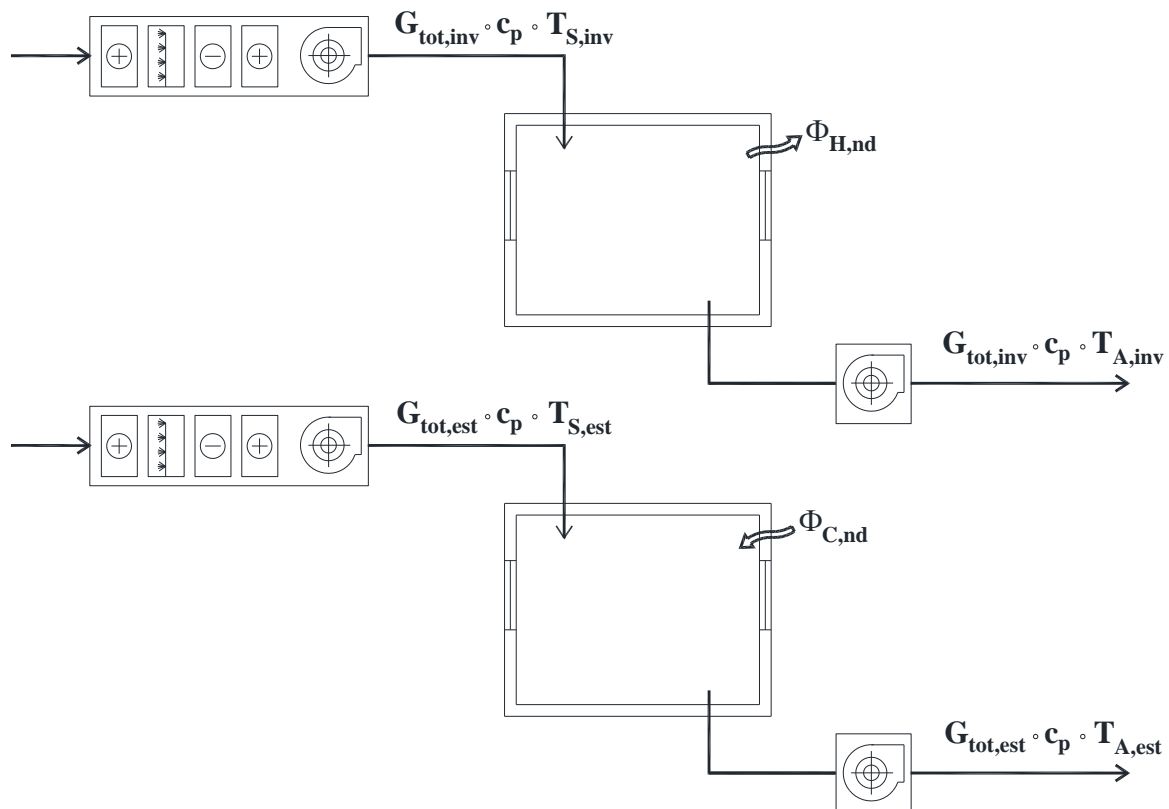 G_tot,inv ∘ c_p ∘ T_S,inv
Φ_H,nd
G_tot,inv ∘ c_p ∘ T_A,inv
G_tot,est ∘ c_p ∘ T_S,est
Φ_C,nd
G_tot,est ∘ c_p ∘ T_A,est